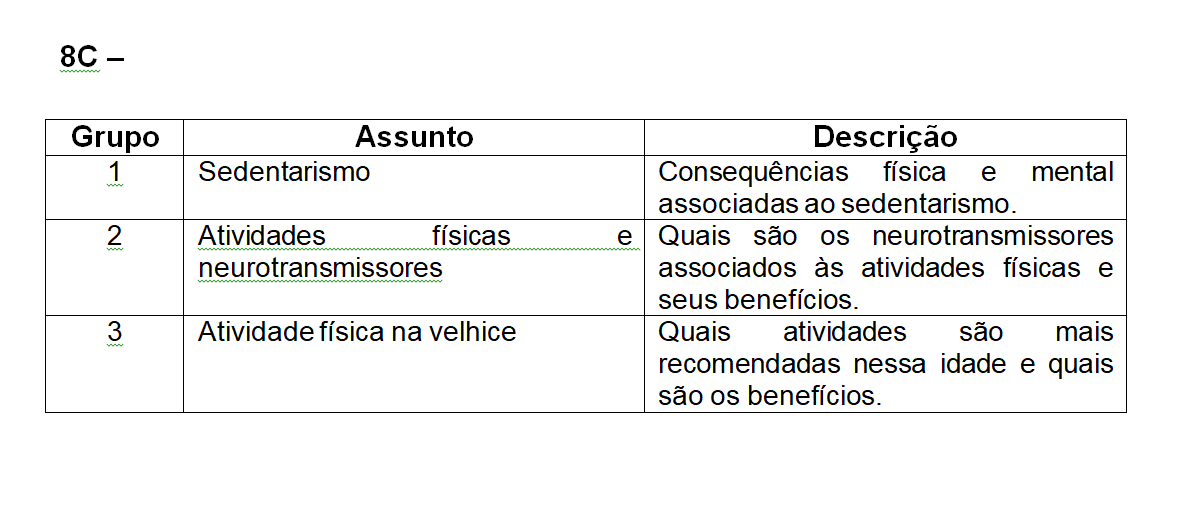 8C –
Grupo Assunto Descrição
1 Sedentarismo Consequências física e mental
associadas ao sedentarismo.
2 Atividades físicas e Quais são os neurotransmissores
neurotransmissores associados às atividades físicas e
seus benefícios.
3 Atividade física na velhice Quais atividades são mais
recomendadas nessa idade e quais
são os benefícios.